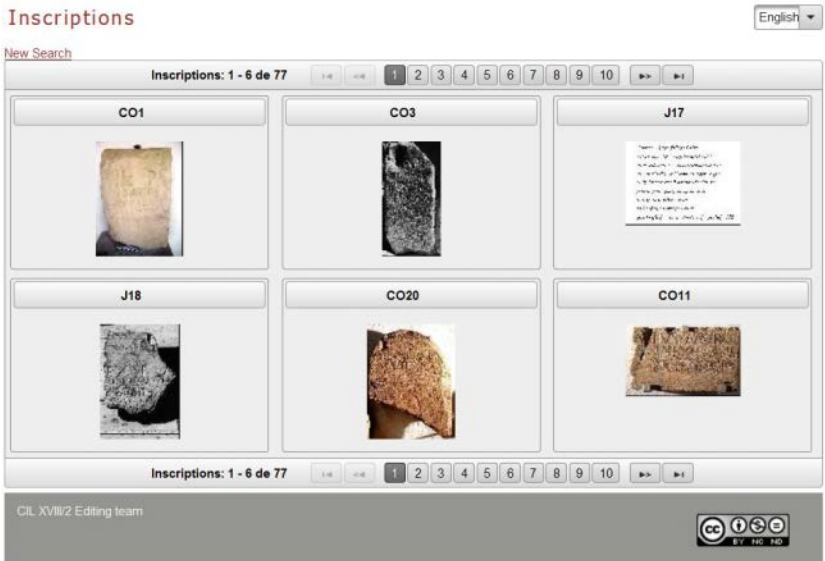 Inscriptions
English
New Search
Inscriptions: 1 - 6 de 77 1 2 3 4 5 6 7 8 9 10
CO1 CO3 J17
J18 CO20 CO11
Inscriptions: 1 - 6 de 77 1 2 3 4 5 6 7 8 9 10
CIL XVIII/2 Editing team
cc
BY NC ND